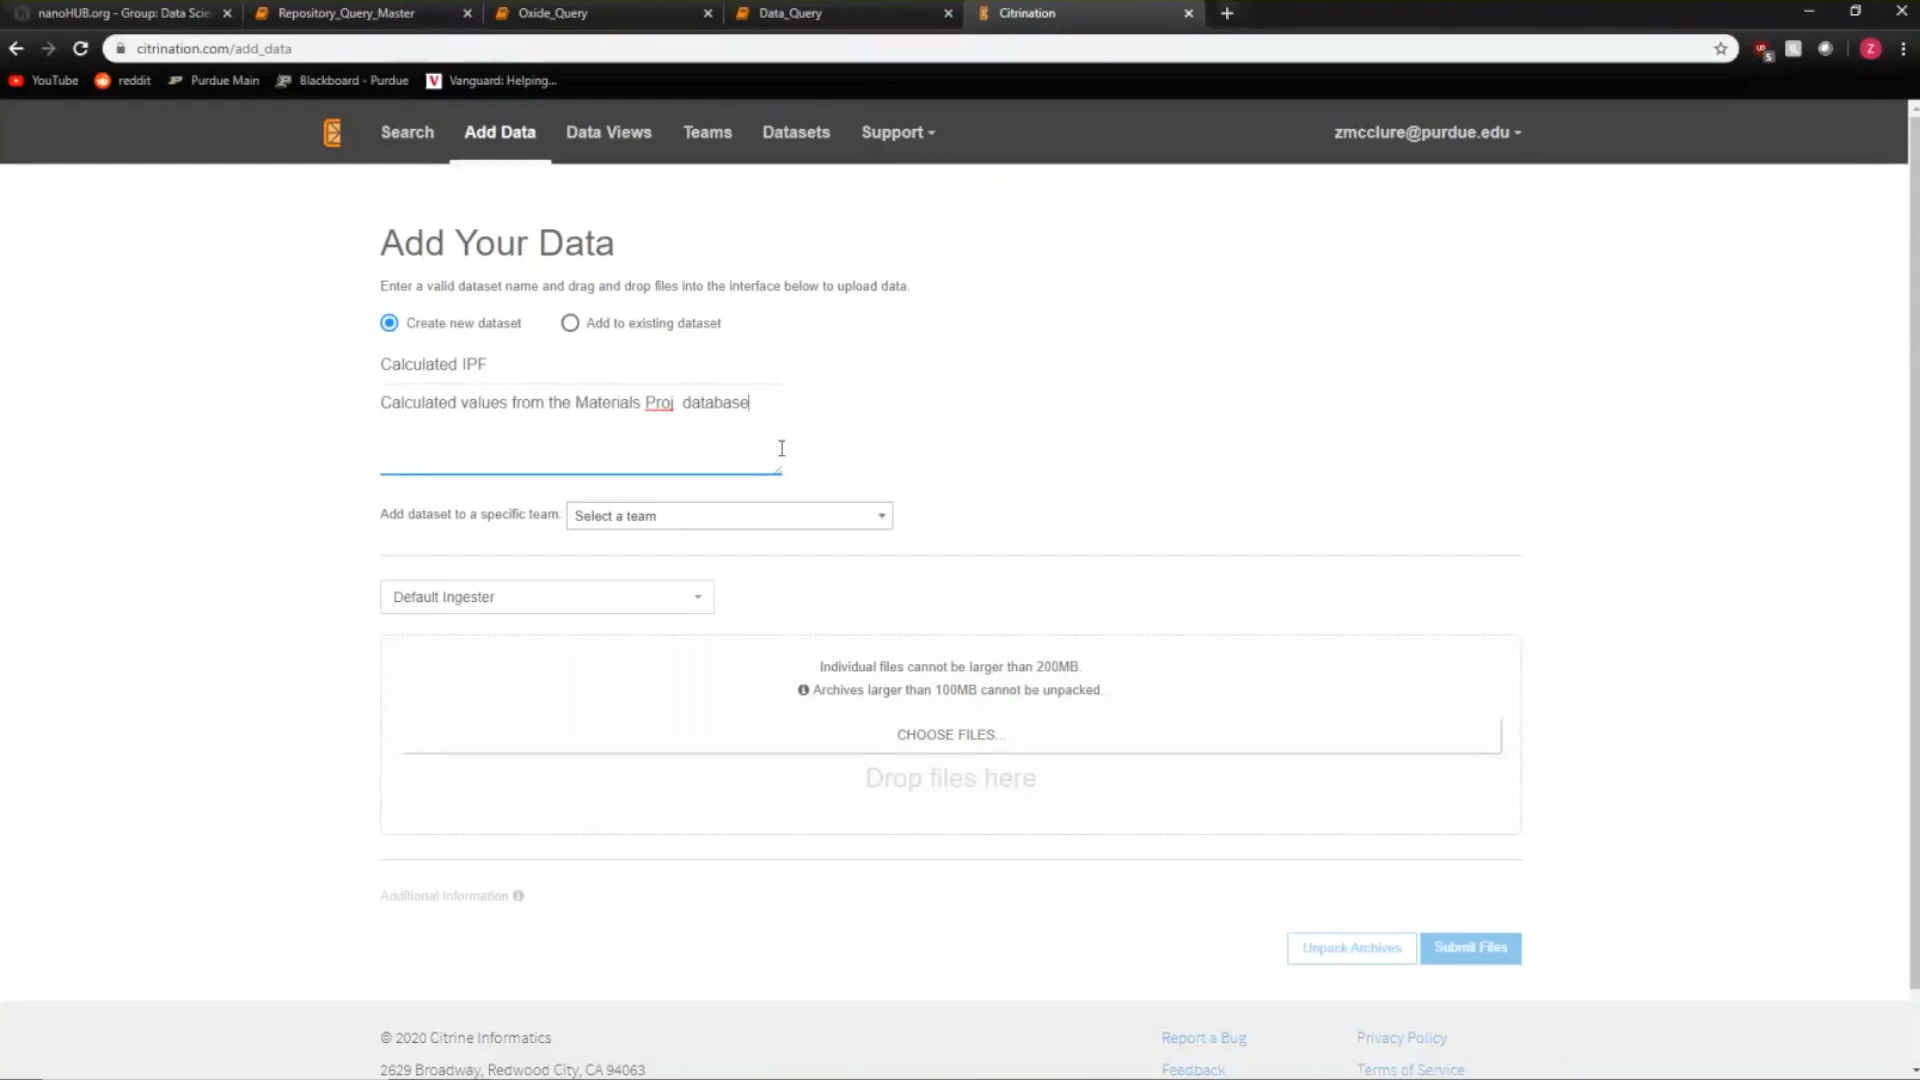 nanoHUB.org - Group: Data Scie
Repository_Query_Master
Oxide_Query
Data_Query
Citrination
citrination.com/add_data
YouTube
reddit
Purdue Main
Blackboard - Purdue
Vanguard: Helping...
Search
Add Data
Data Views
Teams
Datasets
Support
zmcclure@purdue.edu
Add Your Data
Enter a valid dataset name and drag and drop files into the interface below to upload data.
Create new dataset
Add to existing dataset
Calculated IPF
Calculated values from the Materials Proj database
Add dataset to a specific team: Select a team
Default Ingester
Individual files cannot be larger than 200MB.
Archives larger than 100MB cannot be unpacked.
CHOOSE FILES...
Drop files here
Additional Information
Unpack Archives
Submit Files
© 2020 Citrine Informatics
Report a Bug
Privacy Policy
2629 Broadway, Redwood City, CA 94063
Feedback
Terms of Service